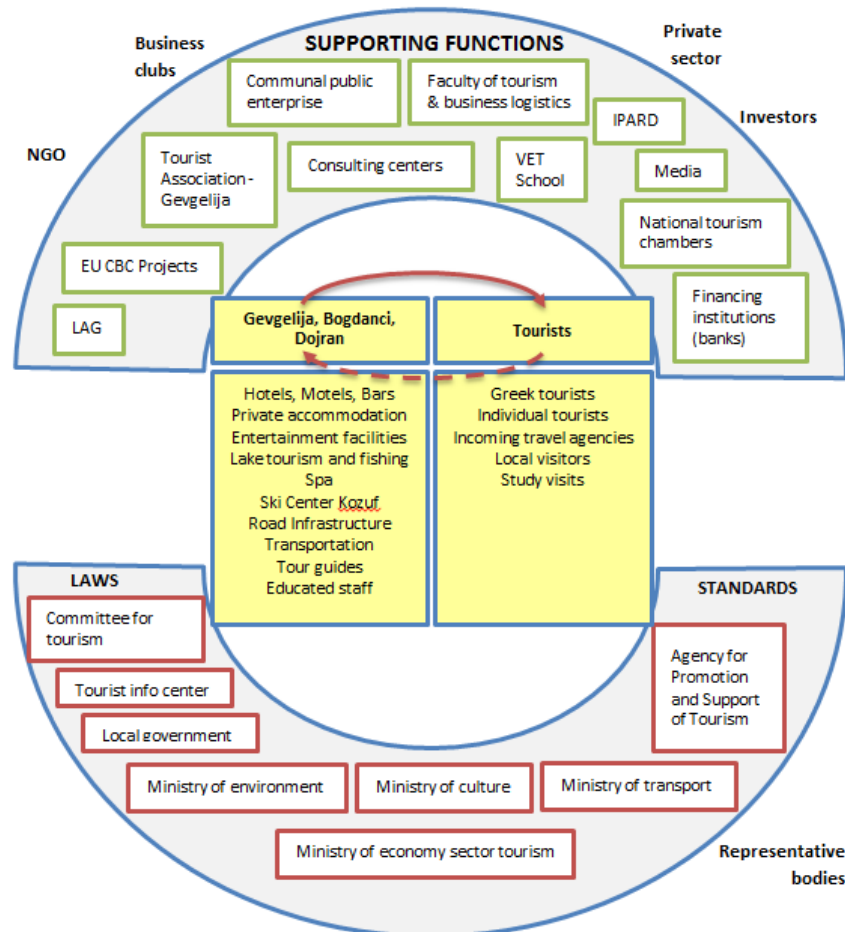 Business
clubs
SUPPORTING FUNCTIONS
Private
sector
Communal public
enterprise
Faculty of tourism
& business logistics
IPARD
Investors
NGO
Tourist
Association -
Gevgelija
Consulting centers
VET
School
Media
National tourism
chambers
EU CBC Projects
LAG
Financing
institutions
(banks)
Gevgelija, Bogdanci,
Dojran
Tourists
Hotels, Motels, Bars
Private accommodation
Entertainment facilities
Lake tourism and fishing
Spa
Ski Center Kozuf
Road Infrastructure
Transportation
Tour guides
Educated staff
Greek tourists
Individual tourists
Incoming travel agencies
Local visitors
Study visits
LAWS
STANDARDS
Committee for
tourism
Tourist info center
Local government
Agency for
Promotion
and Support
of Tourism
Ministry of environment
Ministry of culture
Ministry of transport
Ministry of economy sector tourism
Representative
bodies